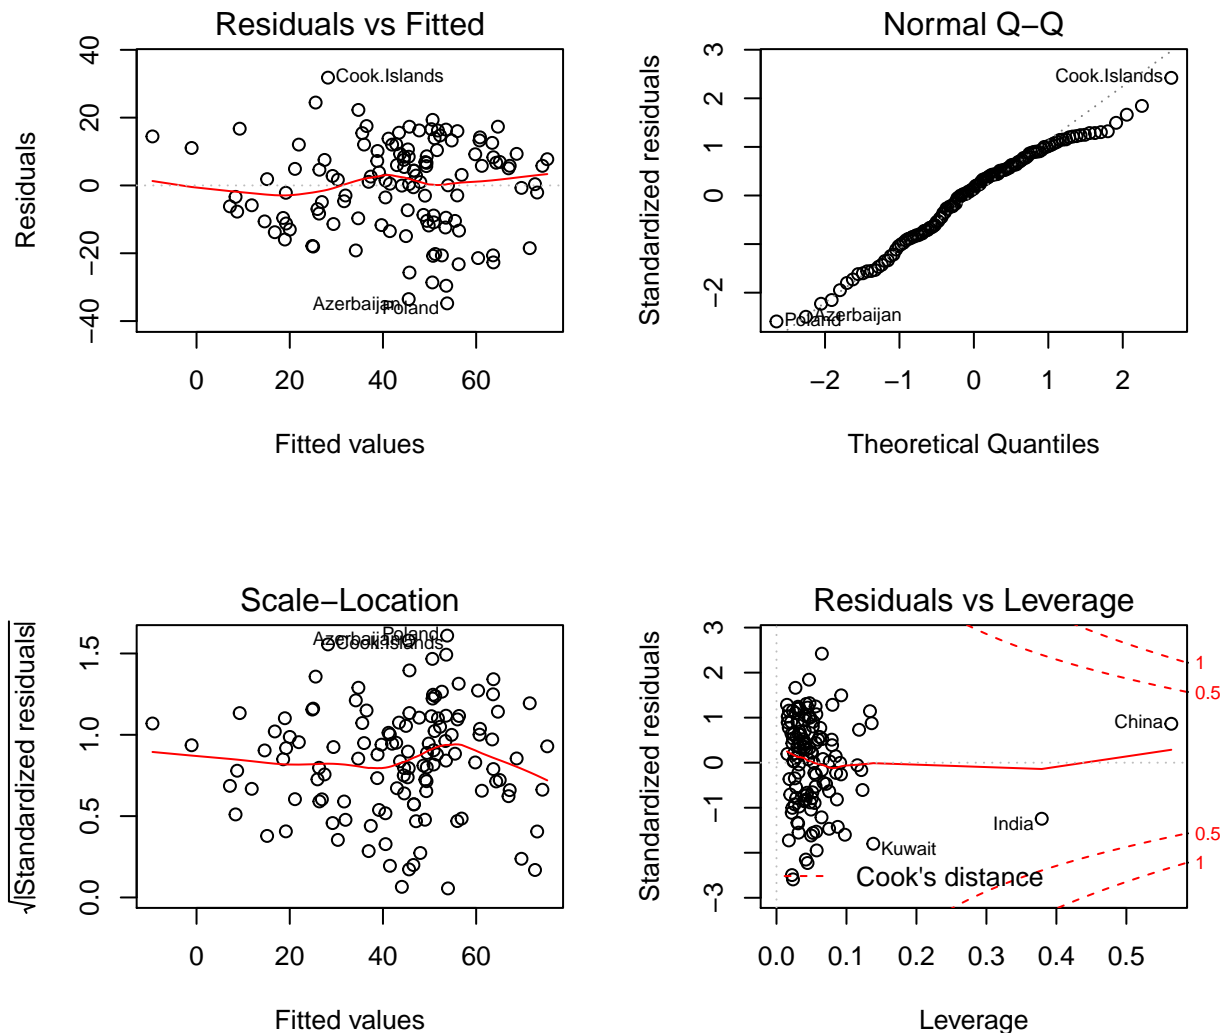 Residuals vs Fitted
Residuals
40
20
0
−20
−40
Cook.Islands
Azerbaijan
Poland
0 20 40 60
Fitted values
Normal Q−Q
Standardized residuals
3
2
1
0
−2
Cook.Islands
Azerbaijan
Poland
−2 −1 0 1 2
Theoretical Quantiles
Scale−Location
√|Standardized residuals|
1.5
1.0
0.5
0.0
Poland
Azerbaijan
Cook.Islands
0 20 40 60
Fitted values
Residuals vs Leverage
Standardized residuals
3
2
1
0
−1
−3
1
0.5
China
India
0.5
Kuwait
1
Cook's distance
0.0 0.1 0.2 0.3 0.4 0.5
Leverage